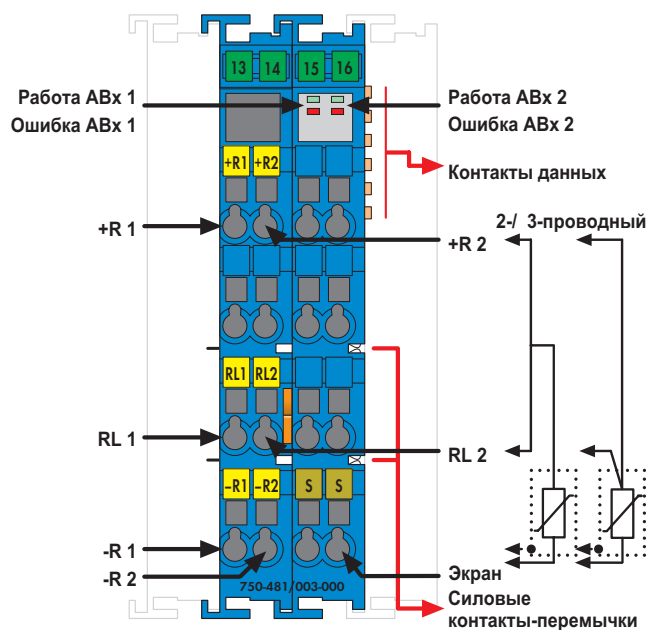 13 14 15 16
Работа АВх 1
Ошибка АВх 1
Работа АВх 2
Ошибка АВх 2
+R1 +R2
Контакты данных
+R 1
+R 2
2-/ 3-проводный
RL1 RL2
RL 1
RL 2
-R1 -R2 S S
-R 1
-R 2
750-481/003-000
Экран
Силовые
контакты-перемычки